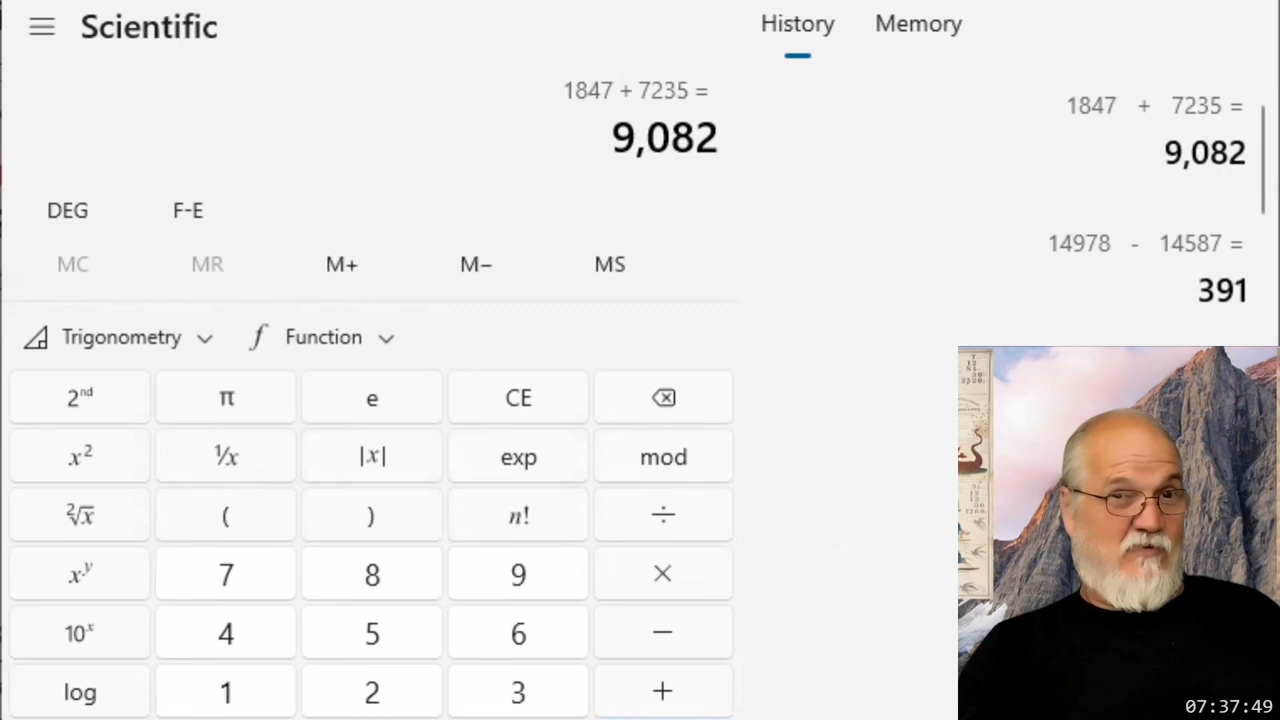 Scientific
History Memory
1847 + 7235 =
9,082
1847 + 7235 =
9,082
14978 - 14587 =
391
DEG F-E
MC MR M+ M− MS
Trigonometry f Function
2nd π e CE
x² ¹/x |x| exp mod
²√x ( ) n! ÷
xʸ 7 8 9 ×
10ˣ 4 5 6 −
log 1 2 3 +
07:37:49